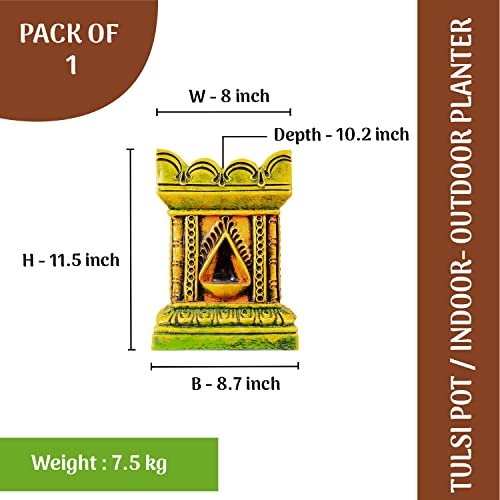 PACK OF
1
W - 8 inch
Depth - 10.2 inch
H - 11.5 inch
B - 8.7 inch
Weight : 7.5 kg
TULSI POT / INDOOR- OUTDOOR PLANTER